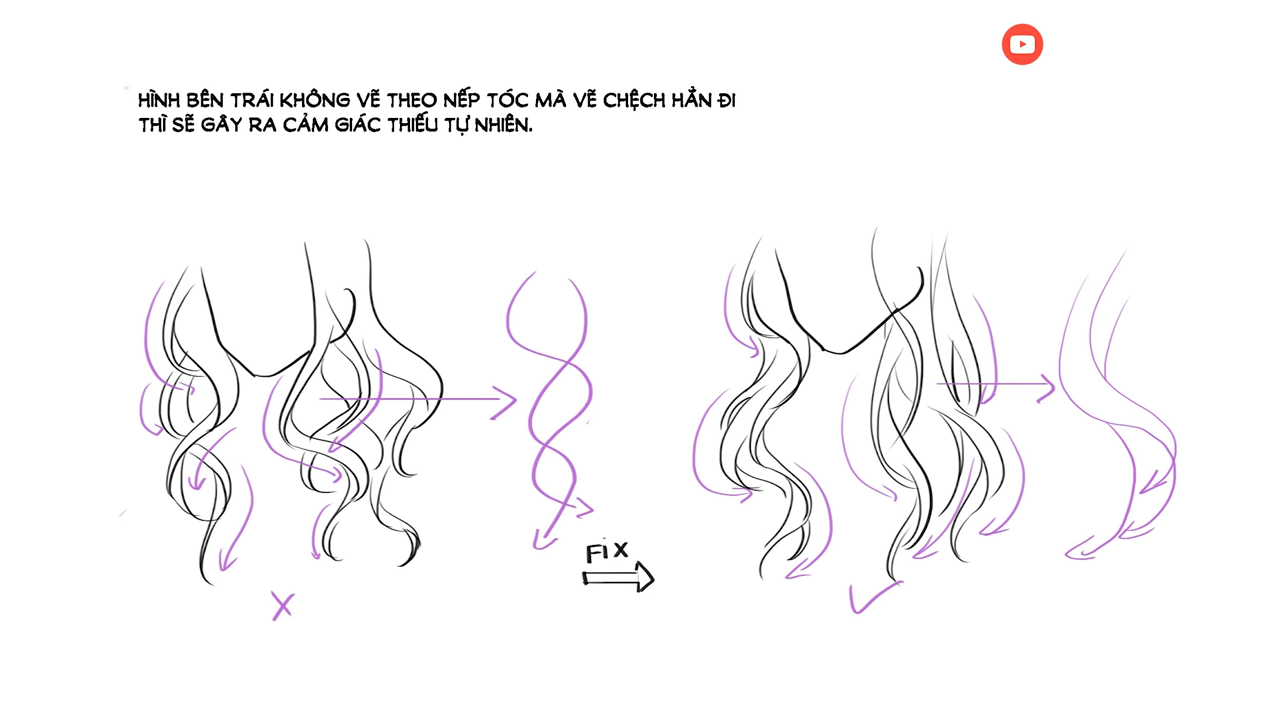 HÌNH BÊN TRÁI KHÔNG VẼ THEO NẾP TÓC MÀ VẼ CHỆCH HẲN ĐI
THÌ SẼ GÂY RA CẢM GIÁC THIẾU TỰ NHIÊN.
FiX
X